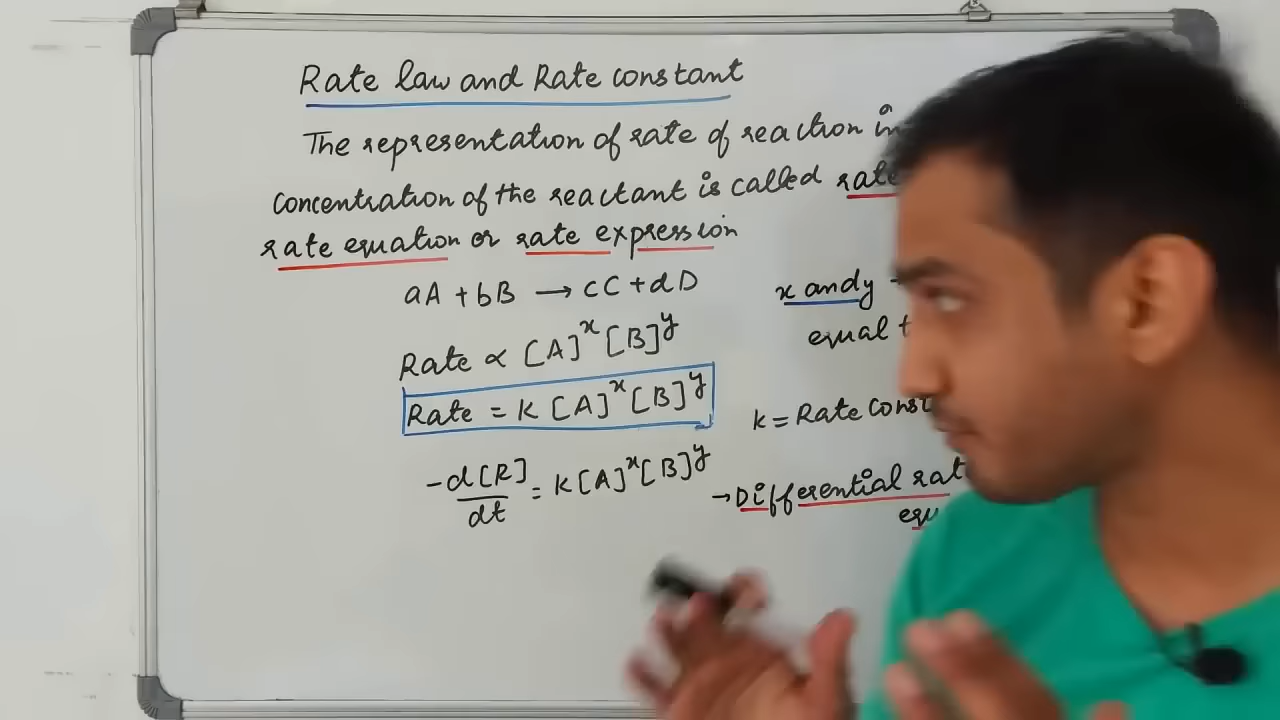 Rate law and Rate constant
The representation of rate of reaction in
concentration of the reactant is called rate
rate equation or rate expression
aA + bB → cC + dD
Rate ∝ [A]^x [B]^y
Rate = K [A]^x [B]^y
-d[R]/dt = K[A]^x [B]^y
x and y
equal
K = Rate Const
→ Differential rat
equ